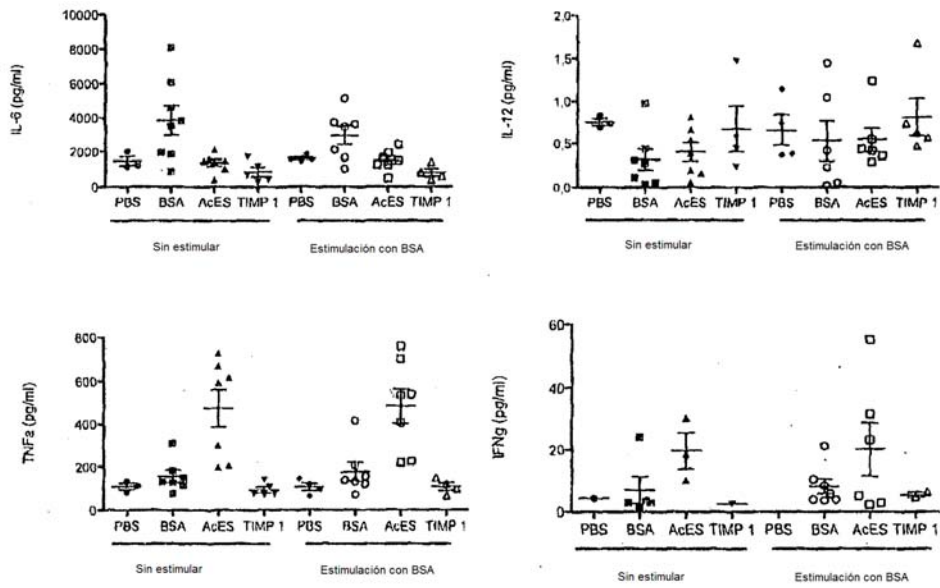 IL-6 (pg/ml)
10000
8000
6000
4000
2000
0
PBS BSA AcES TIMP 1 PBS BSA AcES TIMP 1
Sin estimular Estimulación con BSA
IL-12 (pg/ml)
2,0
1,5
1,0
0,5
0,0
PBS BSA AcES TIMP 1 PBS BSA AcES TIMP 1
Sin estimular Estimulación con BSA
TNFa (pg/ml)
800
600
400
200
0
PBS BSA AcES TIMP 1 PBS BSA AcES TIMP 1
Sin estimular Estimulación con BSA
IFNg (pg/ml)
60
40
20
0
PBS BSA AcES TIMP 1 PBS BSA AcES TIMP 1
Sin estimular Estimulación con BSA